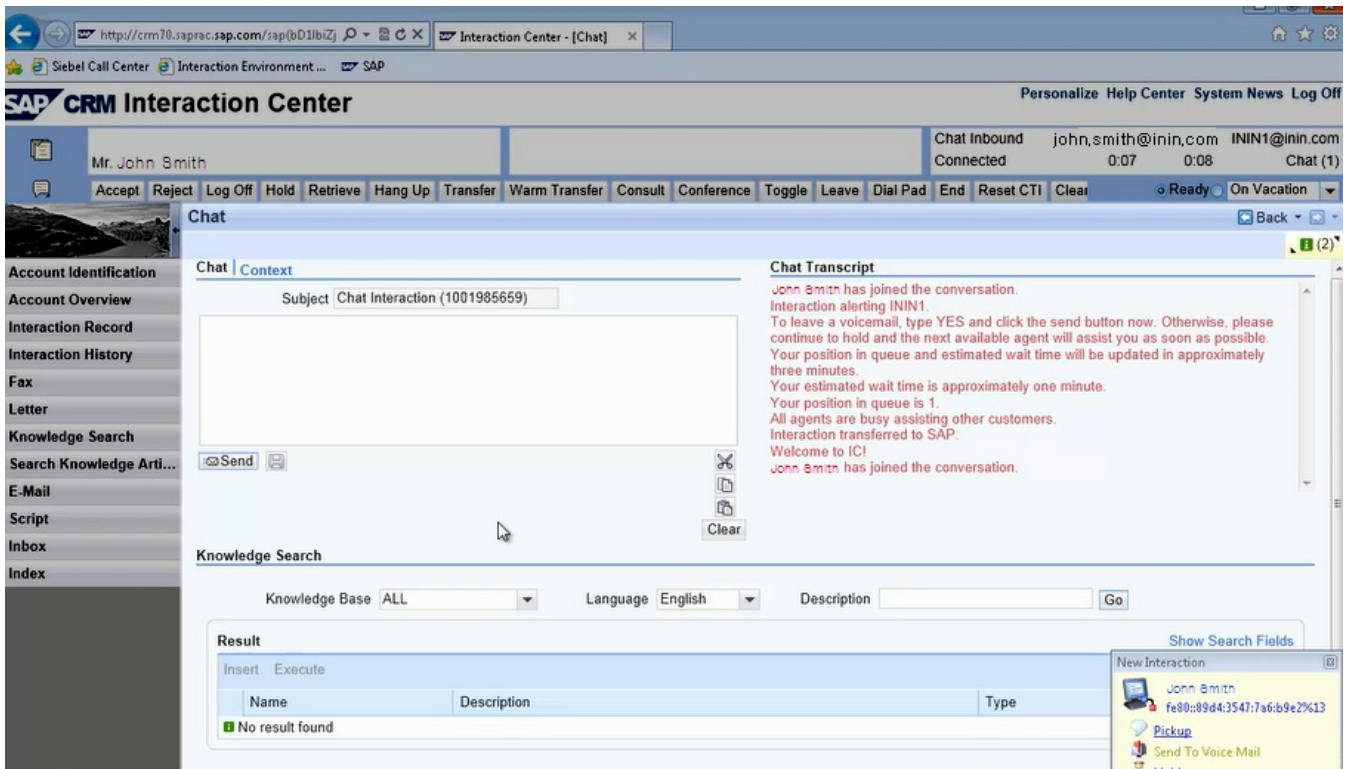 http://crm70.saprac.sap.com/sap(bD1lbiZj
Interaction Center - [Chat]
Siebel Call Center Interaction Environment ... SAP
SAP CRM Interaction Center
Personalize Help Center System News Log Off
Mr. John Smith
Chat Inbound john.smith@inin.com ININ1@inin.com
Connected 0:07 0:08 Chat (1)
Accept Reject Log Off Hold Retrieve Hang Up Transfer Warm Transfer Consult Conference Toggle Leave Dial Pad End Reset CTI Clear Ready On Vacation
Chat
Back
(2)
Account Identification
Account Overview
Interaction Record
Interaction History
Fax
Letter
Knowledge Search
Search Knowledge Arti...
E-Mail
Script
Inbox
Index
Chat Context
Subject Chat Interaction (1001985659)
Send
Clear
Chat Transcript
John Smith has joined the conversation.
Interaction alerting ININ1.
To leave a voicemail, type YES and click the send button now. Otherwise, please
continue to hold and the next available agent will assist you as soon as possible.
Your position in queue and estimated wait time will be updated in approximately
three minutes.
Your estimated wait time is approximately one minute.
Your position in queue is 1.
All agents are busy assisting other customers.
Interaction transferred to SAP.
Welcome to IC!
John Smith has joined the conversation.
Knowledge Search
Knowledge Base ALL Language English Description Go
Result
Show Search Fields
Insert Execute
Name Description Type
No result found
New Interaction
John Smith
fe80::89d4:3547:7a6:b9e2%13
Pickup
Send To Voice Mail